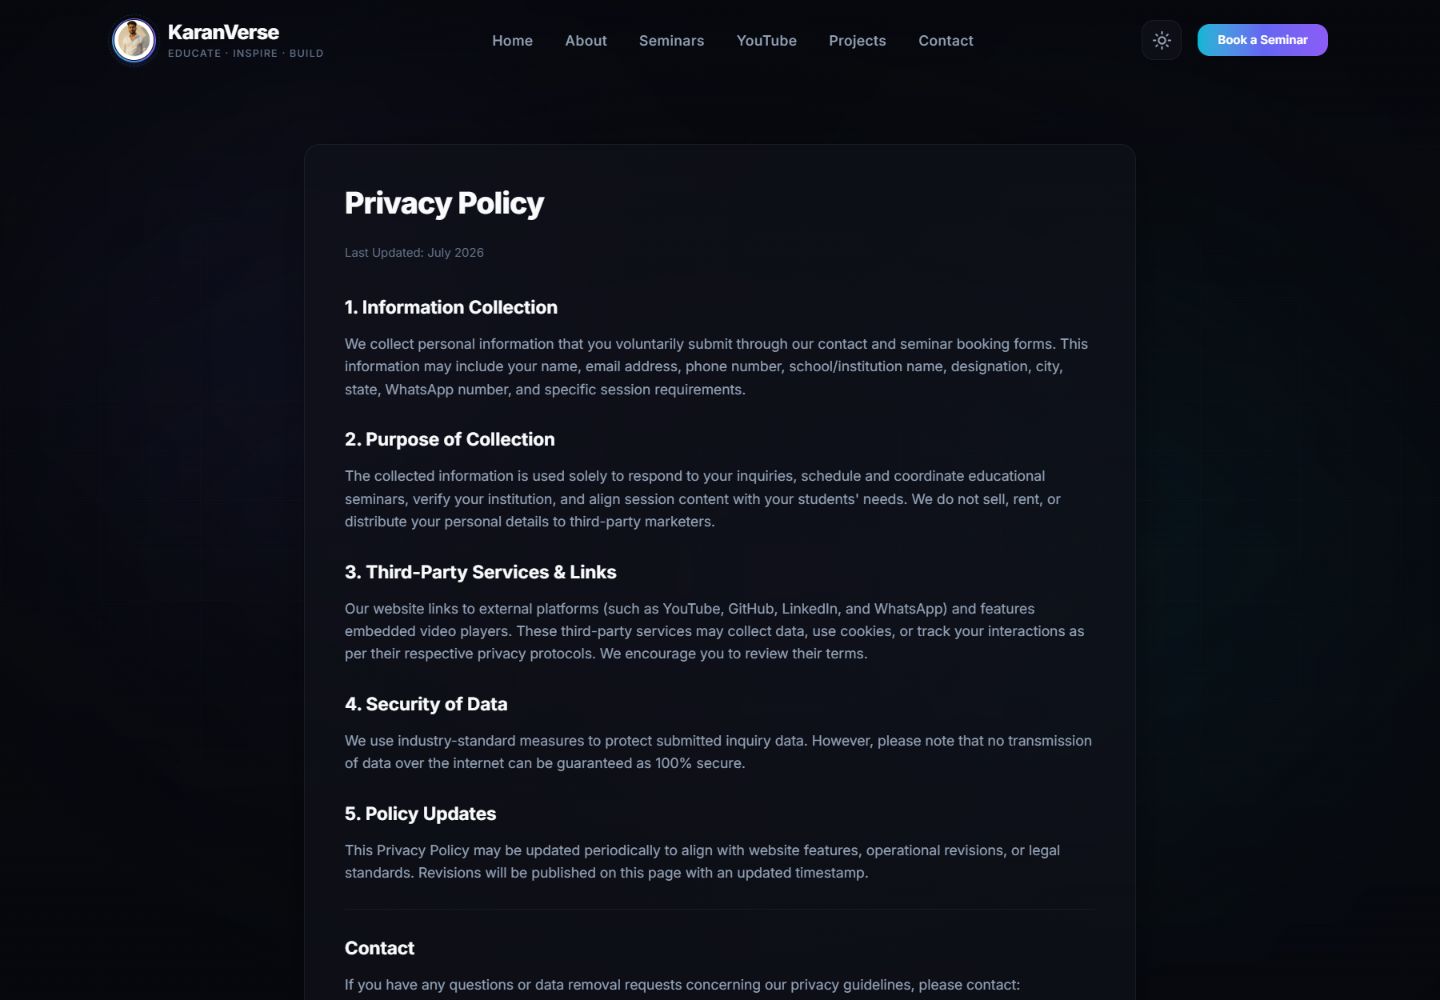 KaranVerse
EDUCATE · INSPIRE · BUILD
Home
About
Seminars
YouTube
Projects
Contact
Book a Seminar
Privacy Policy
Last Updated: July 2026
1. Information Collection
We collect personal information that you voluntarily submit through our contact and seminar booking forms. This
information may include your name, email address, phone number, school/institution name, designation, city,
state, WhatsApp number, and specific session requirements.
2. Purpose of Collection
The collected information is used solely to respond to your inquiries, schedule and coordinate educational
seminars, verify your institution, and align session content with your students' needs. We do not sell, rent, or
distribute your personal details to third-party marketers.
3. Third-Party Services & Links
Our website links to external platforms (such as YouTube, GitHub, LinkedIn, and WhatsApp) and features
embedded video players. These third-party services may collect data, use cookies, or track your interactions as
per their respective privacy protocols. We encourage you to review their terms.
4. Security of Data
We use industry-standard measures to protect submitted inquiry data. However, please note that no transmission
of data over the internet can be guaranteed as 100% secure.
5. Policy Updates
This Privacy Policy may be updated periodically to align with website features, operational revisions, or legal
standards. Revisions will be published on this page with an updated timestamp.
Contact
If you have any questions or data removal requests concerning our privacy guidelines, please contact: